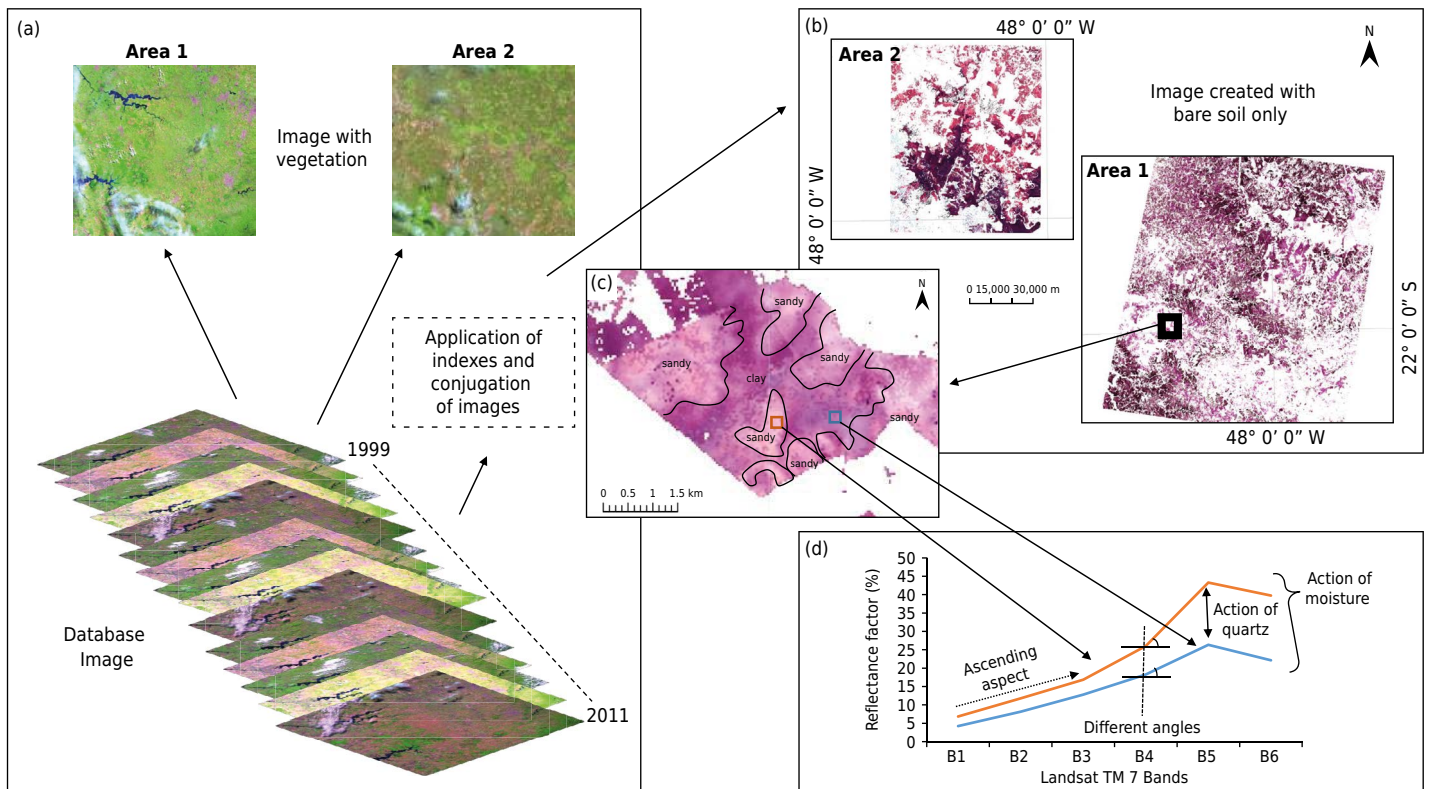 (a)
Area 1
Area 2
Image with
vegetation
Application of
indexes and
conjugation
of images
1999
2011
Database
Image
(b)
48° 0’ 0” W
N
Area 2
48° 0’ 0” W
Image created with
bare soil only
Area 1
0 15,000 30,000 m
22° 0’ 0” S
48° 0’ 0” W
(c)
N
sandy
sandy
sandy
clay
sandy
sandy
sandy
0 0.5 1 1.5 km
(d)
Reflectance factor (%)
50
45
40
35
30
25
20
15
10
5
0
Ascending
aspect
Different angles
Action of
quartz
Action of
moisture
B1 B2 B3 B4 B5 B6
Landsat TM 7 Bands